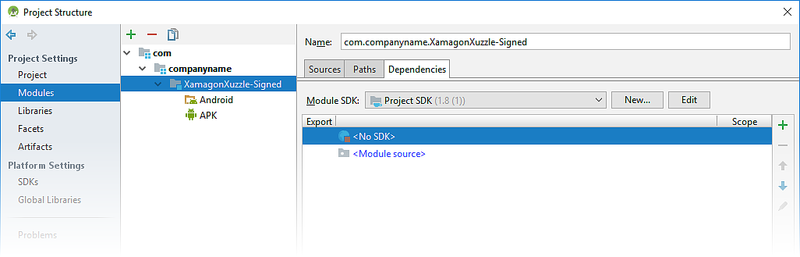 Project Structure
Project Settings
Project
Modules
Libraries
Facets
Artifacts
Platform Settings
SDKs
Global Libraries
Problems
com
companyname
XamagonXuzzle-Signed
Android
APK
Name: com.companyname.XamagonXuzzle-Signed
Sources Paths Dependencies
Module SDK: Project SDK (1.8 (1)) New... Edit
Export Scope
<No SDK>
<Module source>